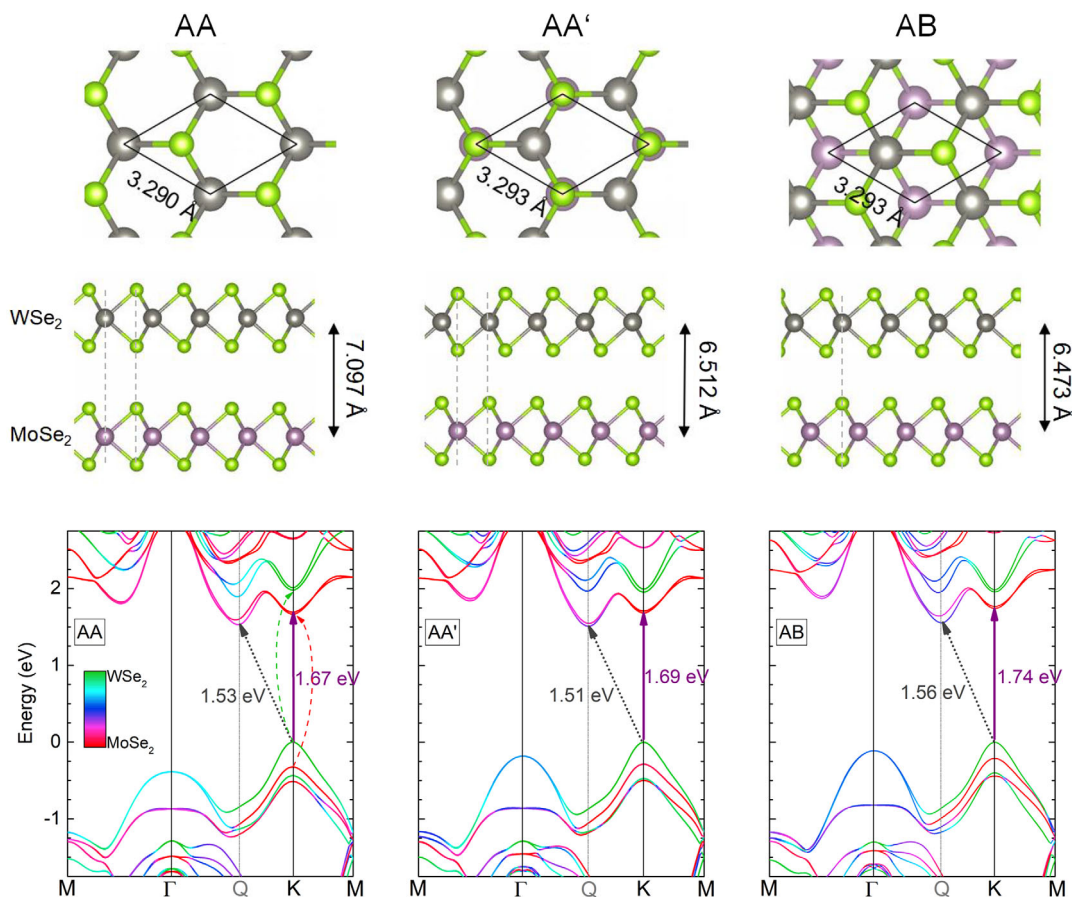 AA
AA‘
AB
3.290 Å
3.293 Å
3.293 Å
WSe2
MoSe2
7.097 Å
6.512 Å
6.473 Å
Energy (eV)
2
1
0
-1
AA
WSe2
MoSe2
1.53 eV
1.67 eV
M
Γ
Q
K
M
AA'
1.51 eV
1.69 eV
M
Γ
Q
K
M
AB
1.56 eV
1.74 eV
M
Γ
Q
K
M